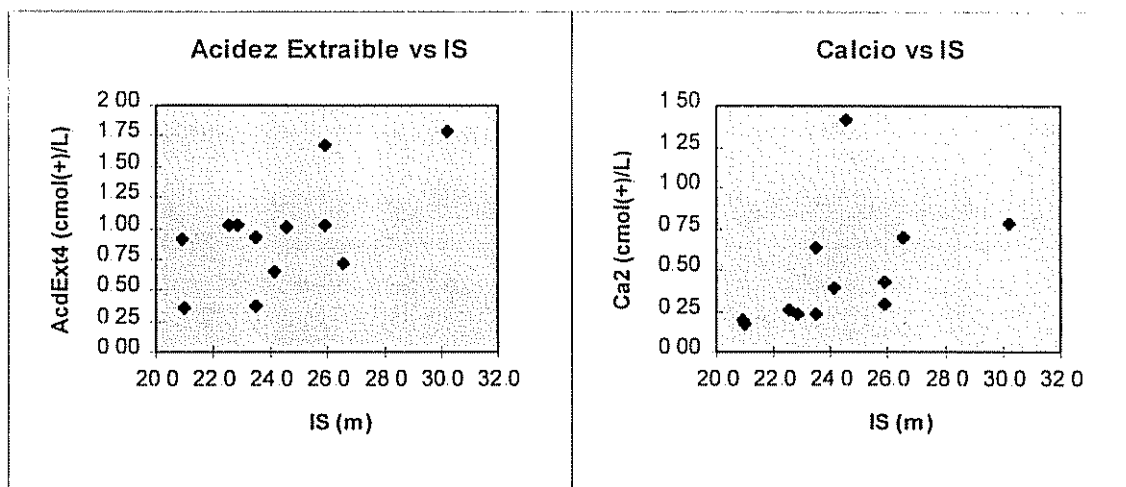 Acidez Extraible vs IS
AcdExt4 (cmol(+)/L)
2 00
1 75
1 50
1 25
1 00
0 75
0 50
0 25
0 00
20 0 22.0 24.0 26.0 28.0 30.0 32.0
IS (m)
Calcio vs IS
Ca2 (cmol(+)/L)
1 50
1 25
1 00
0 75
0 50
0 25
0 00
20 0 22 0 24 0 26 0 28 0 30 0 32 0
IS (m)